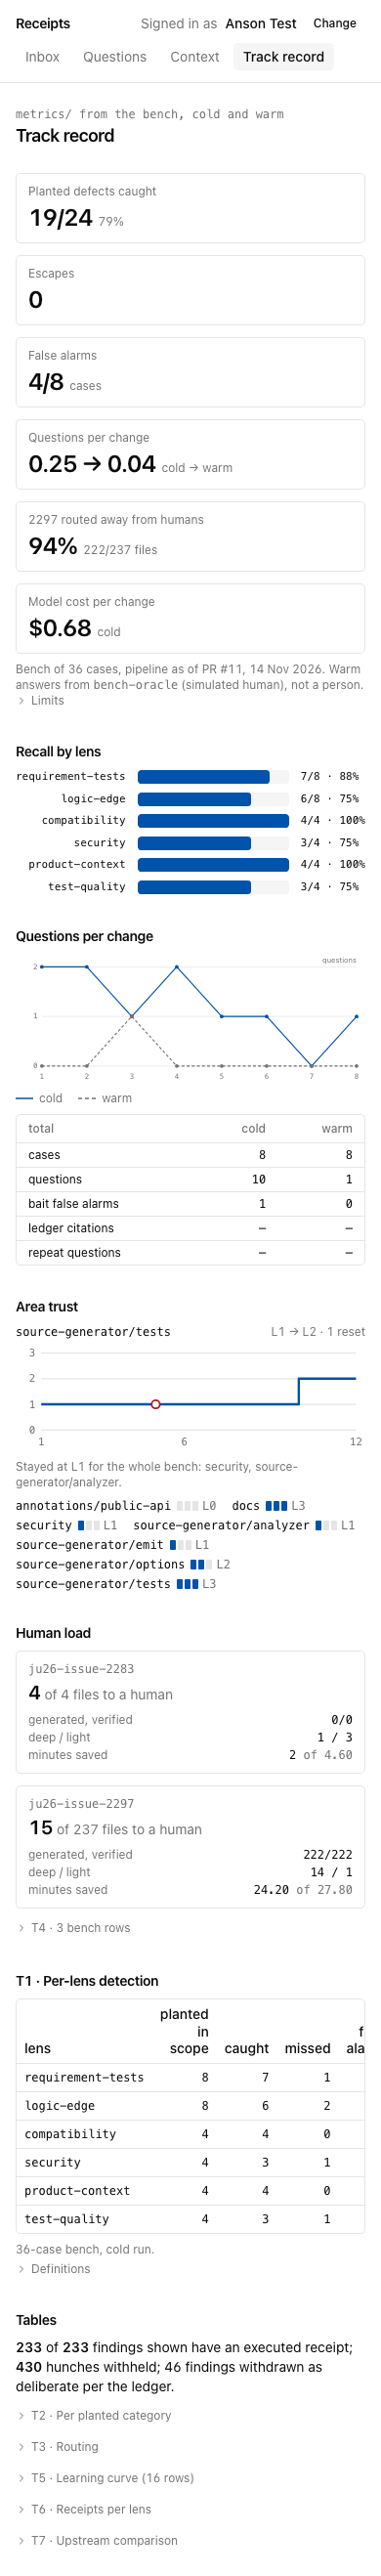 Receipts
Signed in as Anson Test Change
Inbox Questions Context Track record
metrics/ from the bench, cold and warm
Track record
Planted defects caught
19/24 79%
Escapes
0
False alarms
4/8 cases
Questions per change
0.25 → 0.04 cold → warm
2297 routed away from humans
94% 222/237 files
Model cost per change
$0.68 cold
Bench of 36 cases, pipeline as of PR #11, 14 Nov 2026. Warm
answers from bench-oracle (simulated human), not a person.
Limits
Recall by lens
requirement-tests 7/8 · 88%
logic-edge 6/8 · 75%
compatibility 4/4 · 100%
security 3/4 · 75%
product-context 4/4 · 100%
test-quality 3/4 · 75%
Questions per change
questions
2
1
0
1 2 3 4 5 6 7 8
cold warm
total cold warm
cases 8 8
questions 10 1
bait false alarms 1 0
ledger citations — —
repeat questions — —
Area trust
source-generator/tests L1 → L2 · 1 reset
3
2
1
0
1 6 12
Stayed at L1 for the whole bench: security, source-
generator/analyzer.
annotations/public-api L0 docs L3
security L1 source-generator/analyzer L1
source-generator/emit L1
source-generator/options L2
source-generator/tests L3
Human load
ju26-issue-2283
4 of 4 files to a human
generated, verified 0/0
deep / light 1 / 3
minutes saved 2 of 4.60
ju26-issue-2297
15 of 237 files to a human
generated, verified 222/222
deep / light 14 / 1
minutes saved 24.20 of 27.80
T4 · 3 bench rows
T1 · Per-lens detection
planted
in f
lens scope caught missed ala
requirement-tests 8 7 1
logic-edge 8 6 2
compatibility 4 4 0
security 4 3 1
product-context 4 4 0
test-quality 4 3 1
36-case bench, cold run.
Definitions
Tables
233 of 233 findings shown have an executed receipt;
430 hunches withheld; 46 findings withdrawn as
deliberate per the ledger.
T2 · Per planted category
T3 · Routing
T5 · Learning curve (16 rows)
T6 · Receipts per lens
T7 · Upstream comparison